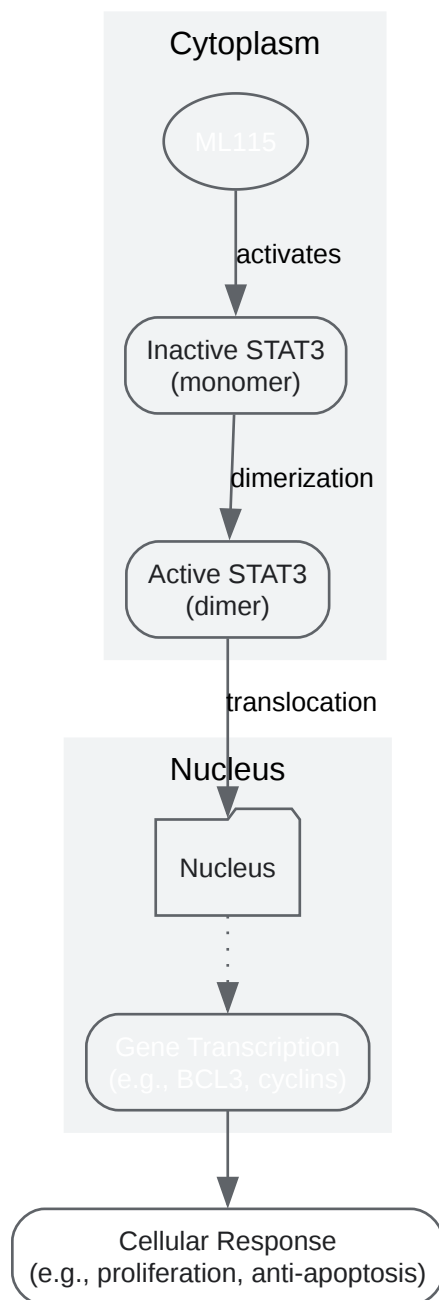 Cytoplasm
ML115
activates
Inactive STAT3
(monomer)
dimerization
Active STAT3
(dimer)
translocation
Nucleus
Nucleus
Gene Transcription
(e.g., BCL3, cyclins)
Cellular Response
(e.g., proliferation, anti-apoptosis)